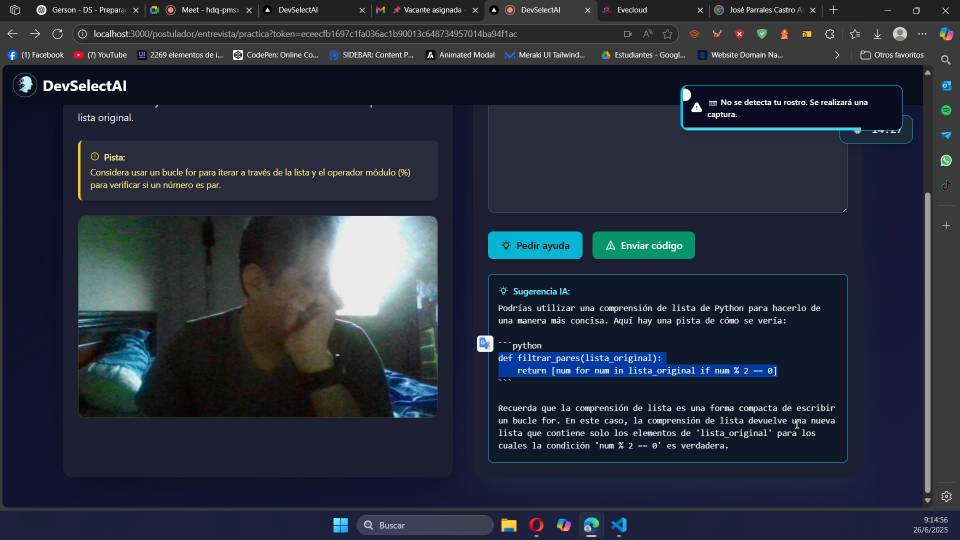 Gerson - DS - Prepara
Meet - hdq-pmsx
DevSelectAI
Vacante asignada -
DevSelectAI
Evecloud
José Parrales Castro A
localhost:3000/postulador/entrevista/practica?token=eceecfb1697c1fa036ac1b90013c648734957014ba94f1ac
(1) Facebook
(7) YouTube
2269 elementos de i...
CodePen: Online Co...
SIDEBAR: Content P...
Animated Modal
Meraki UI Tailwind...
Estudiantes - Googl...
Website Domain Na...
Otros favoritos
DevSelectAI
No se detecta tu rostro. Se realizará una
captura.
14:27
lista original.
Pista:
Considera usar un bucle for para iterar a través de la lista y el operador módulo (%)
para verificar si un número es par.
Pedir ayuda
Enviar código
Sugerencia IA:
Podrías utilizar una comprensión de lista de Python para hacerlo de
una manera más concisa. Aquí hay una pista de cómo se vería:
```python
def filtrar_pares(lista_original):
return [num for num in lista_original if num % 2 == 0]
```
Recuerda que la comprensión de lista es una forma compacta de escribir
un bucle for. En este caso, la comprensión de lista devuelve una nueva
lista que contiene solo los elementos de 'lista_original' para los
cuales la condición 'num % 2 == 0' es verdadera.
Buscar
9:14:56
26/6/2025